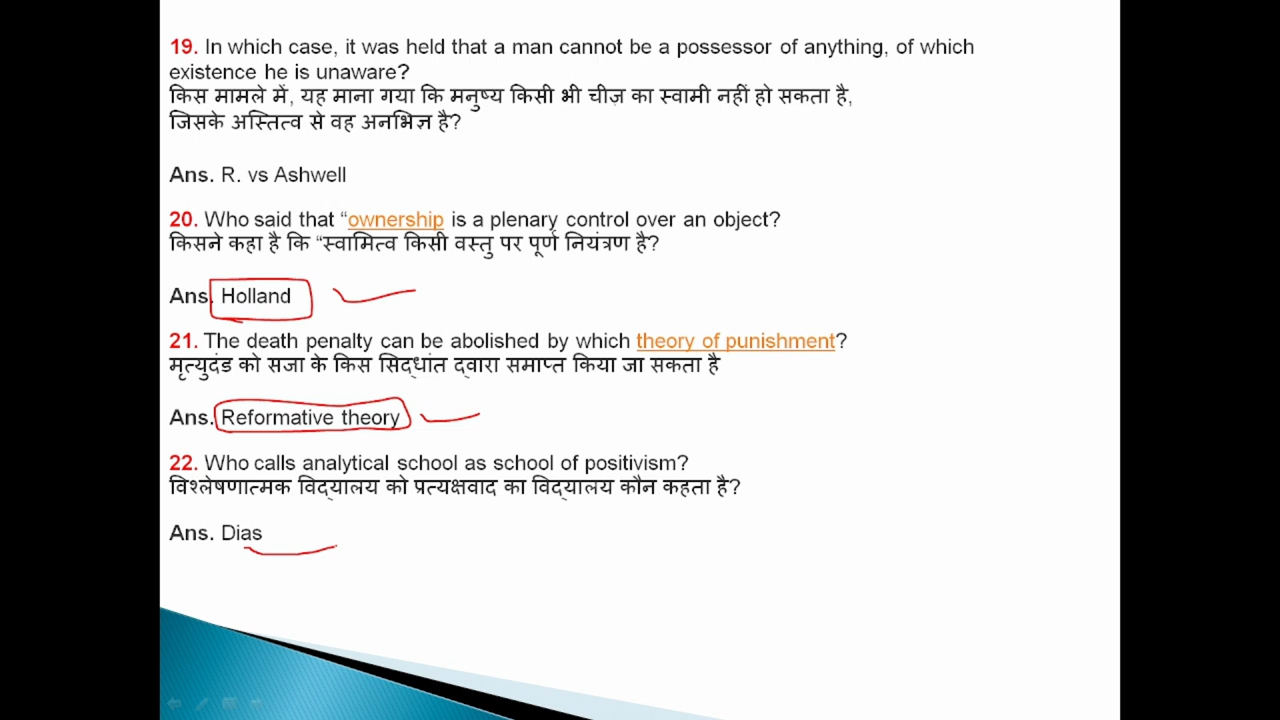 19. In which case, it was held that a man cannot be a possessor of anything, of which
existence he is unaware?
किस मामले में, यह माना गया कि मनुष्य किसी भी चीज़ का स्वामी नहीं हो सकता है,
जिसके अस्तित्व से वह अनभिज्ञ है?
Ans. R. vs Ashwell
20. Who said that “ownership is a plenary control over an object?
किसने कहा है कि “स्वामित्व किसी वस्तु पर पूर्ण नियंत्रण है?
Ans. Holland
21. The death penalty can be abolished by which theory of punishment?
मृत्युदंड को सजा के किस सिद्धांत द्वारा समाप्त किया जा सकता है
Ans. Reformative theory
22. Who calls analytical school as school of positivism?
विश्लेषणात्मक विद्यालय को प्रत्यक्षवाद का विद्यालय कौन कहता है?
Ans. Dias